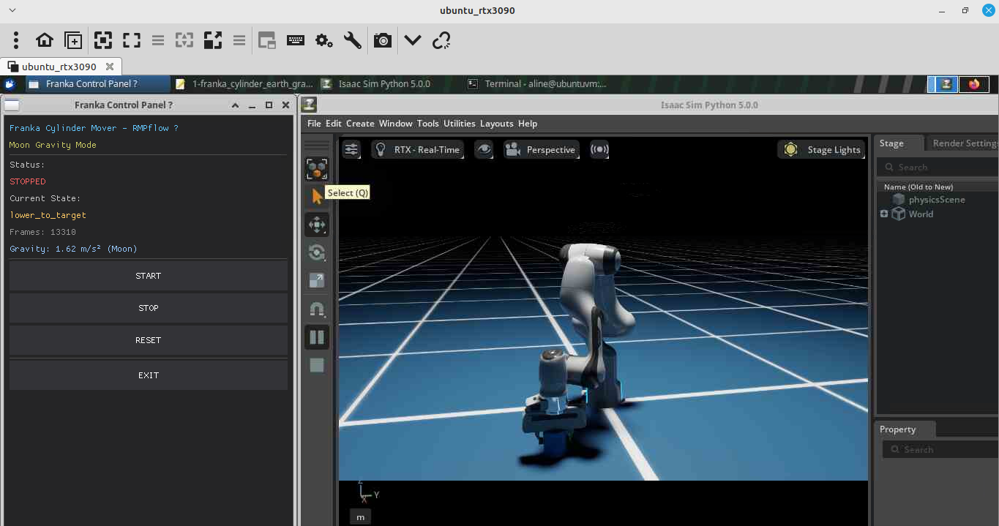 ubuntu_rtx3090
ubuntu_rtx3090
Franka Control Panel ?
1-franka_cylinder_earth_gra...
Isaac Sim Python 5.0.0
Terminal - aline@ubuntuvm:...
Franka Control Panel ?
Franka Cylinder Mover - RMPflow ?
Moon Gravity Mode
Status:
STOPPED
Current State:
lower_to_target
Frames: 13310
Gravity: 1.62 m/s² (Moon)
START
STOP
RESET
EXIT
Isaac Sim Python 5.0.0
File Edit Create Window Tools Utilities Layouts Help
RTX - Real-Time
Perspective
Stage Lights
Select (Q)
Z
Y
X
m
Stage
Render Settings
Search
Name (Old to New)
physicsScene
World
Property
Search